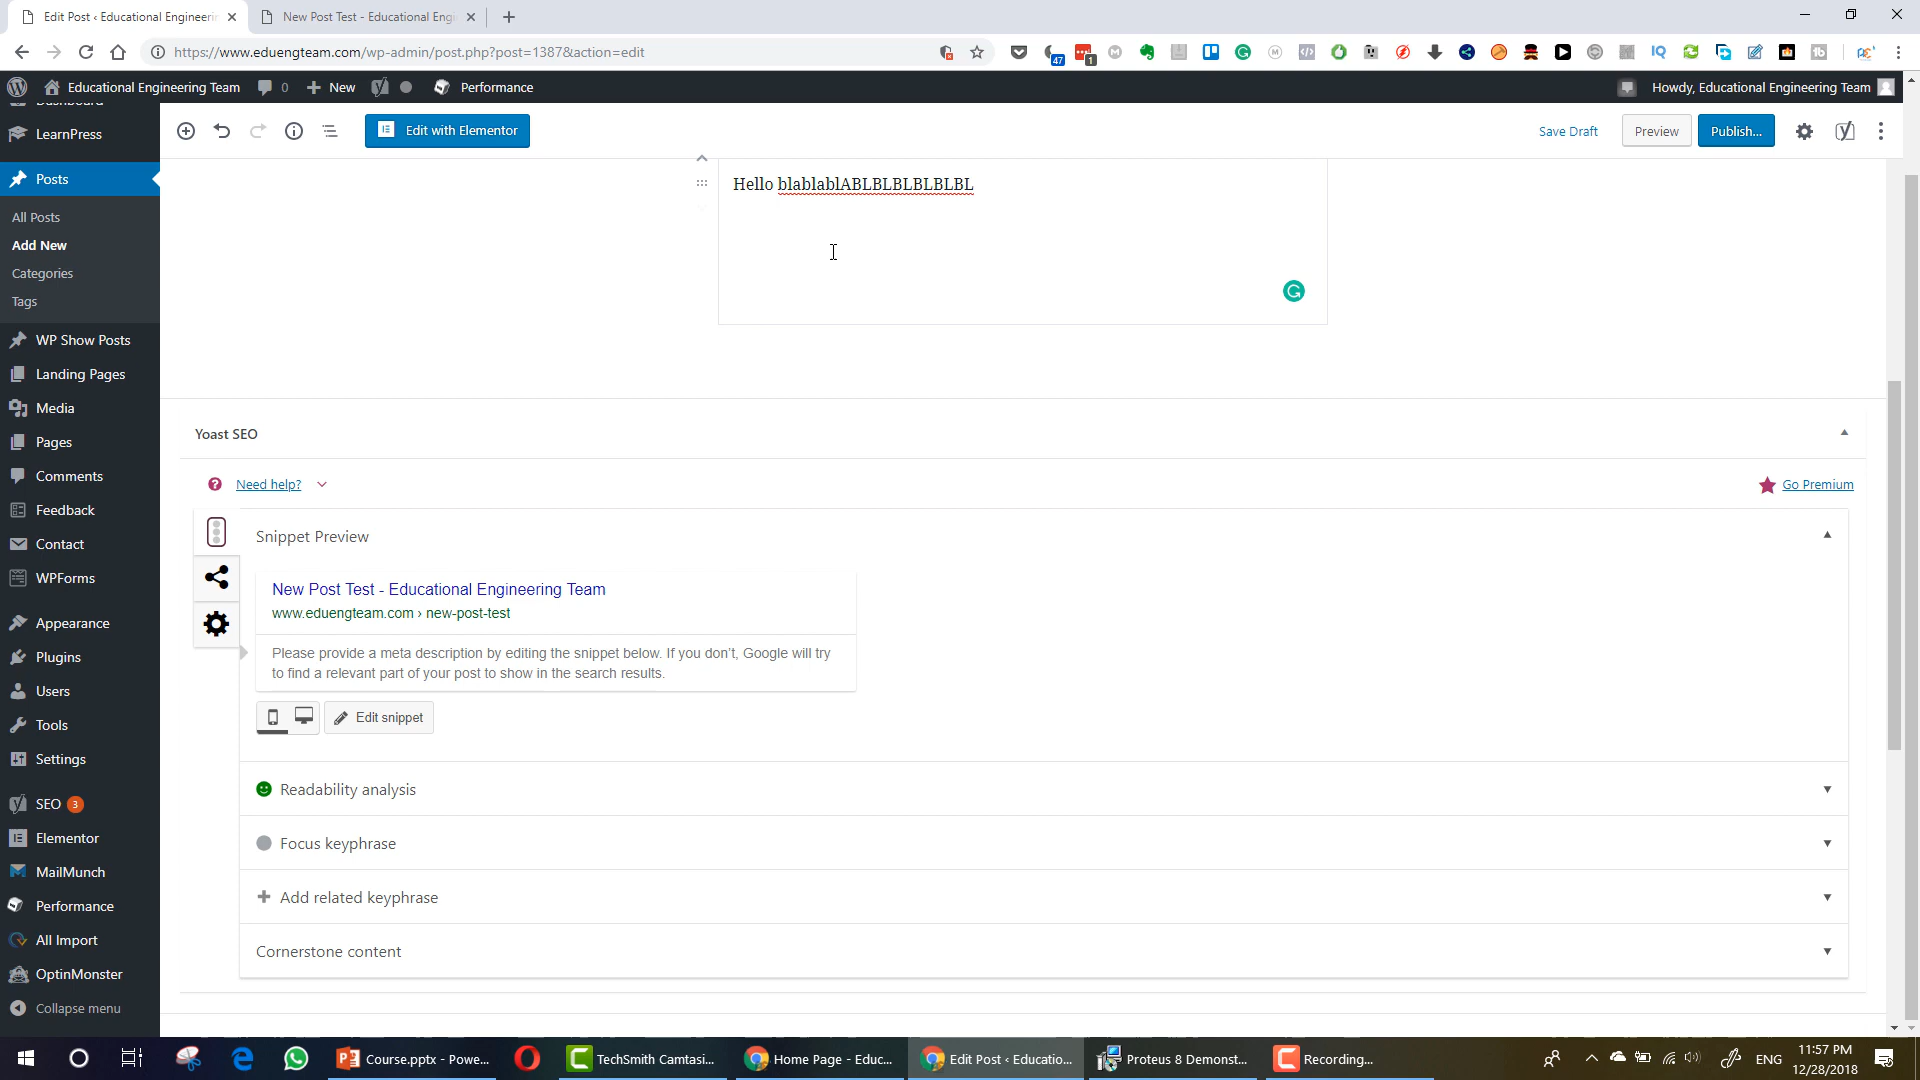 Edit Post ‹ Educational Engineerin
New Post Test - Educational Engi
https://www.eduengteam.com/wp-admin/post.php?post=1387&action=edit
47
1
IQ
Educational Engineering Team
0
New
Performance
Howdy, Educational Engineering Team
Dashboard
LearnPress
Posts
All Posts
Add New
Categories
Tags
WP Show Posts
Landing Pages
Media
Pages
Comments
Feedback
Contact
WPForms
Appearance
Plugins
Users
Tools
Settings
SEO 3
Elementor
MailMunch
Performance
All Import
OptinMonster
Collapse menu
Edit with Elementor
Save Draft
Preview
Publish...
Hello blablablABLBLBLBLBLBL
Yoast SEO
Need help?
Go Premium
Snippet Preview
New Post Test - Educational Engineering Team
www.eduengteam.com › new-post-test
Please provide a meta description by editing the snippet below. If you don't, Google will try
to find a relevant part of your post to show in the search results.
Edit snippet
Readability analysis
Focus keyphrase
Add related keyphrase
Cornerstone content
Course.pptx - Powe...
TechSmith Camtasi...
Home Page - Educ...
Edit Post ‹ Educatio...
Proteus 8 Demonst...
Recording...
ENG
11:57 PM
12/28/2018